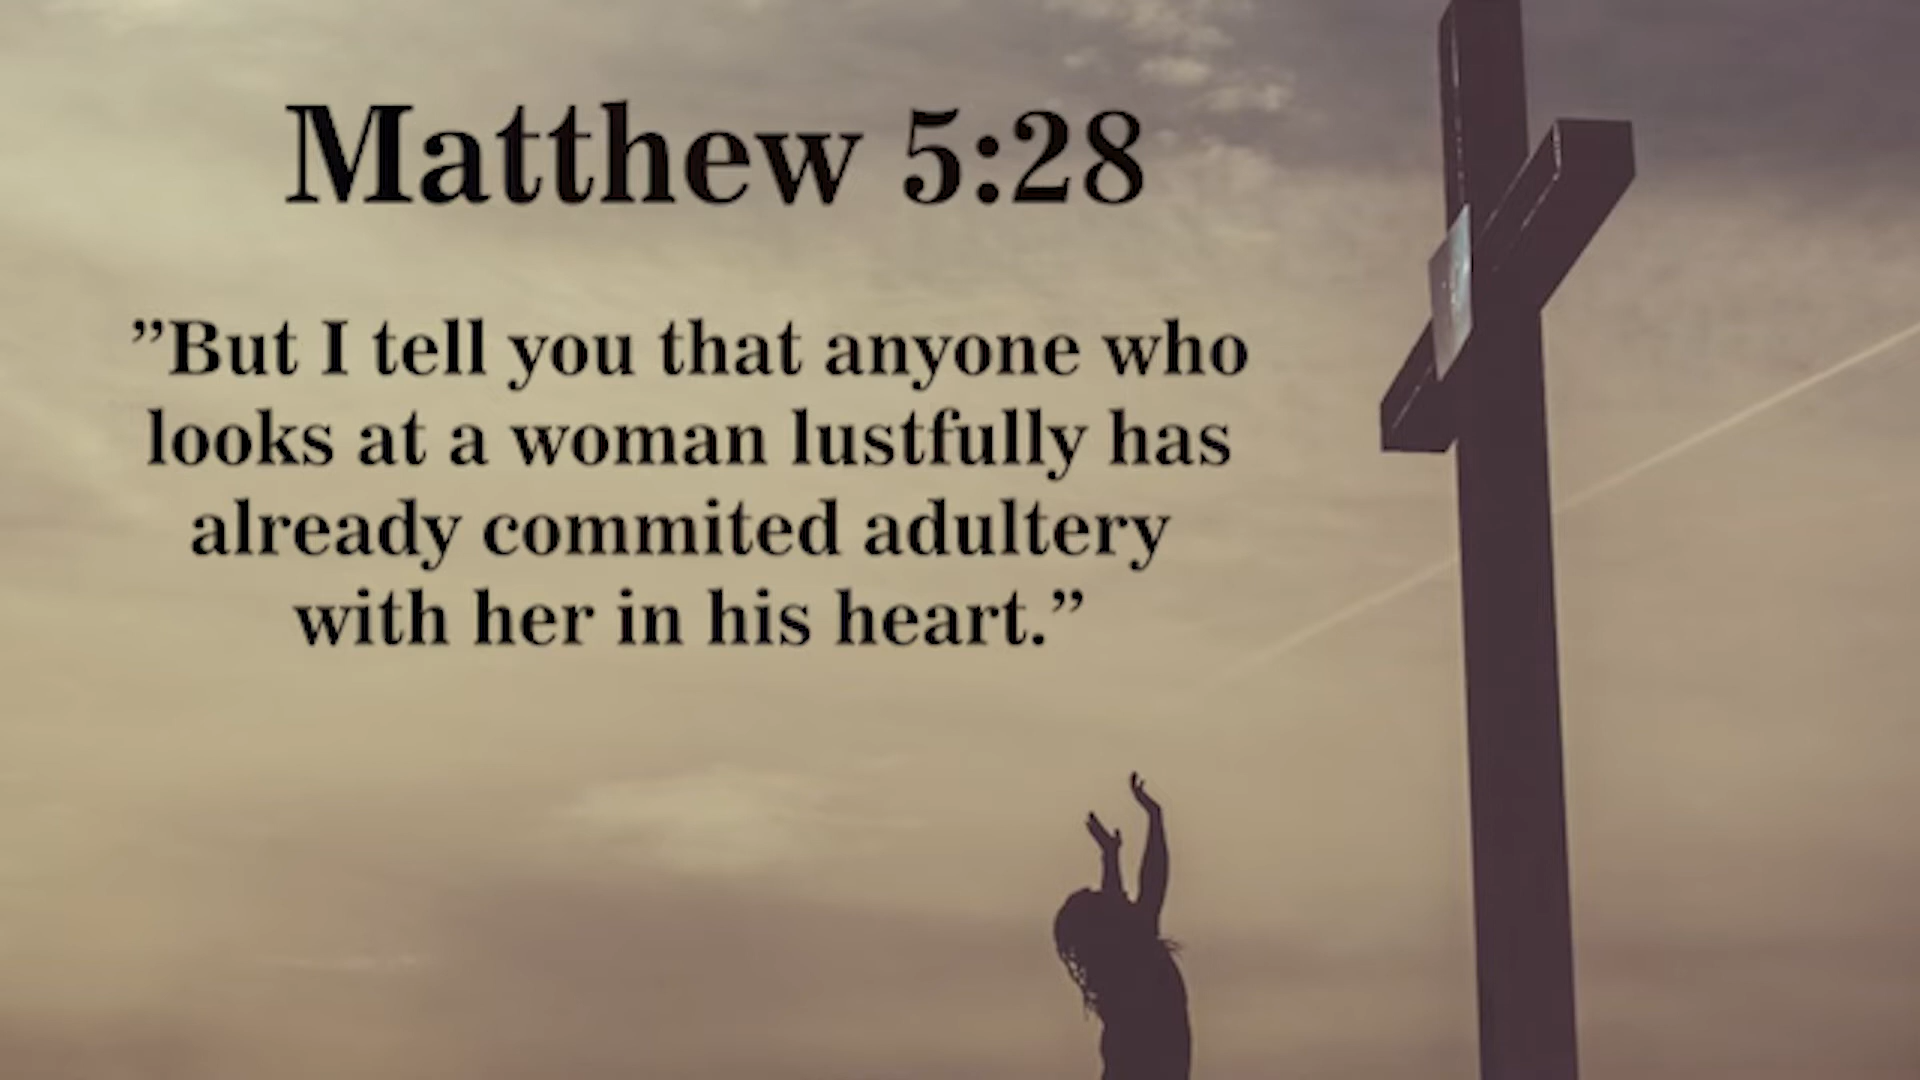 Matthew 5:28
”But I tell you that anyone who
looks at a woman lustfully has
already commited adultery
with her in his heart.”